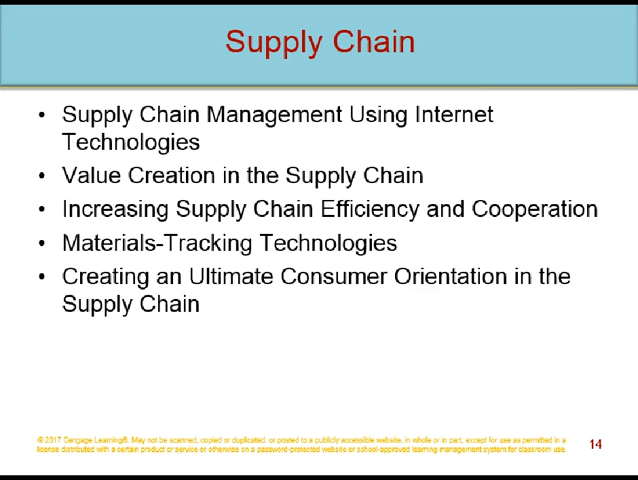 Supply Chain
• Supply Chain Management Using Internet
Technologies
• Value Creation in the Supply Chain
• Increasing Supply Chain Efficiency and Cooperation
• Materials-Tracking Technologies
• Creating an Ultimate Consumer Orientation in the
Supply Chain
©2017 Cengage Learning®. May not be scanned, copied or duplicated, or posted to a publicly accessible website, in whole or in part, except for use as permitted in a
license distributed with a certain product or service or otherwise on a password-protected website or school-approved learning management system for classroom use.
14